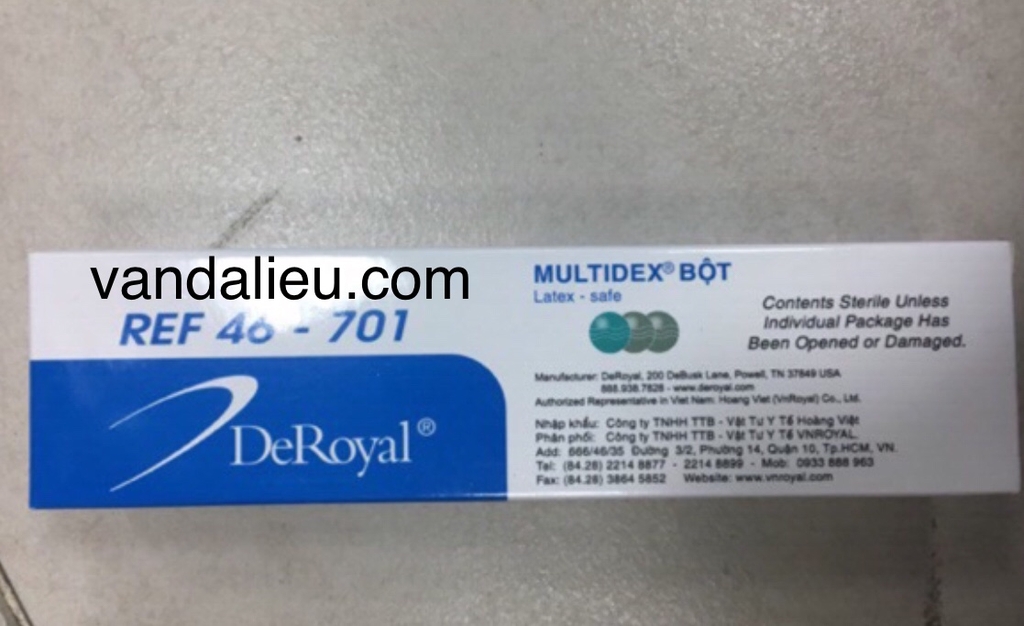 vandalieu.com
REF 46 - 701
DeRoyal®
MULTIDEX® BỘT
Latex - safe
Contents Sterile Unless
Individual Package Has
Been Opened or Damaged.
Manufacturer: DeRoyal, 200 DeBusk Lane, Powell, TN 37849 USA
888.938.7828 - www.deroyal.com
Authorized Representative in Viet Nam: Hoang Viet (VnRoyal) Co., Ltd.
Nhập khẩu: Công ty TNHH TTB - Vật Tư Y Tế Hoàng Việt
Phân phối: Công ty TNHH TTB - Vật Tư Y Tế VNROYAL.
Add: 666/46/35 Đường 3/2, Phường 14, Quận 10, Tp.HCM, VN.
Tel: (84.28) 2214 8877 - 2214 8899 - Mob: 0933 888 963
Fax: (84.28) 3864 5852 Website: www.vnroyal.com